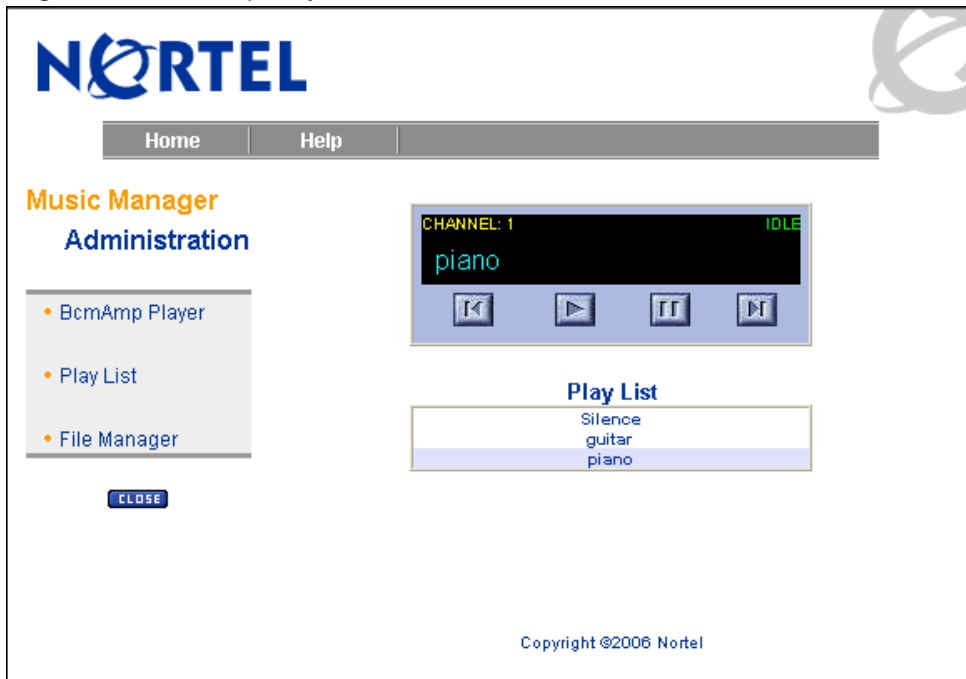 NORTEL
Home Help
Music Manager
Administration
• BcmAmp Player
• Play List
• File Manager
CLOSE
CHANNEL: 1 IDLE
piano
Play List
Silence
guitar
piano
Copyright ©2006 Nortel